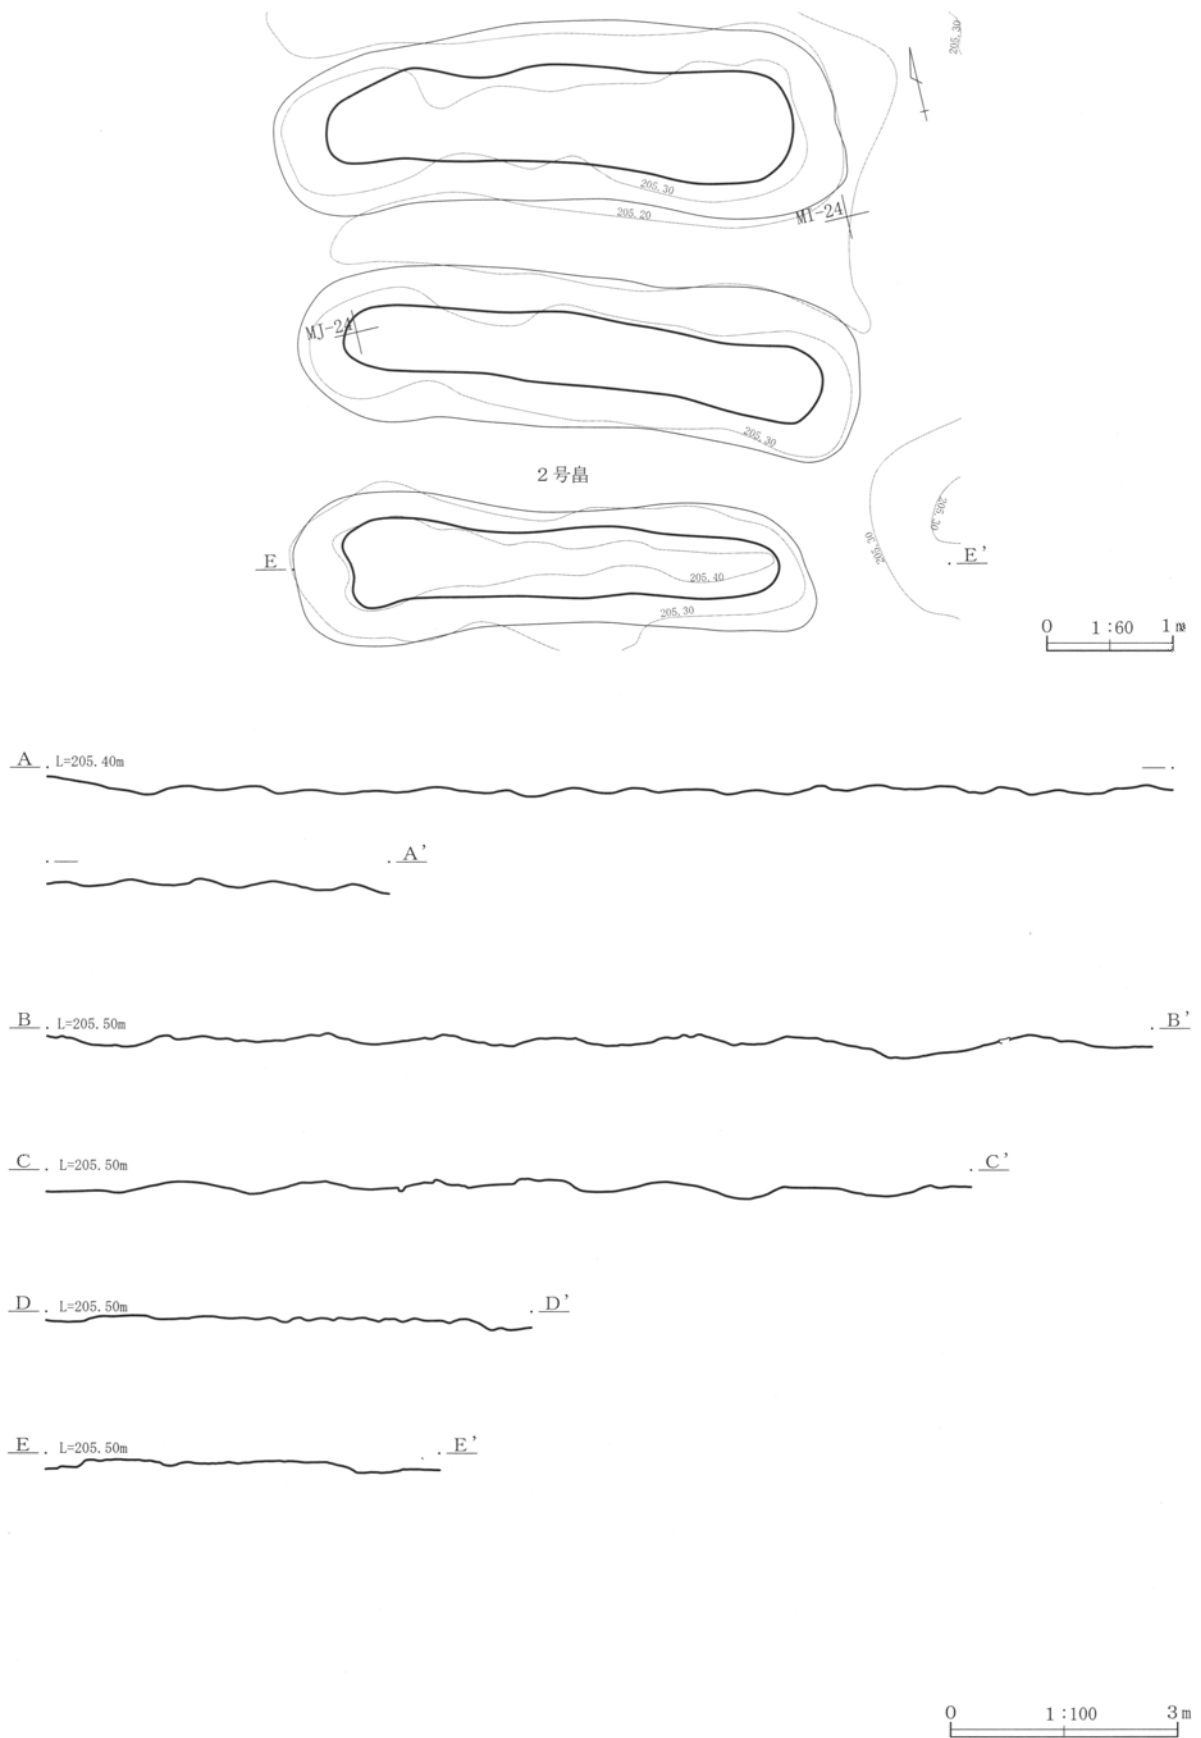 205.30
205.30
205.20
MI-24
MJ-24
205.30
2号畠
205.30
205.30
E
E'
205.40
205.30
0 1:60 1m
A L=205.40m
A'
B L=205.50m B'
C L=205.50m C'
D L=205.50m D'
E L=205.50m E'
0 1:100 3m